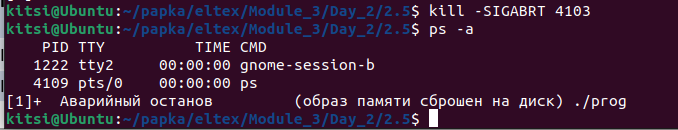 kitsi@Ubuntu:~/papka/eltex/Module_3/Day_2/2.5$ kill -SIGABRT 4103
kitsi@Ubuntu:~/papka/eltex/Module_3/Day_2/2.5$ ps -a
PID TTY          TIME CMD
1222 tty2     00:00:00 gnome-session-b
4109 pts/0    00:00:00 ps
[1]+  Аварийный останов         (образ памяти сброшен на диск) ./prog
kitsi@Ubuntu:~/papka/eltex/Module_3/Day_2/2.5$